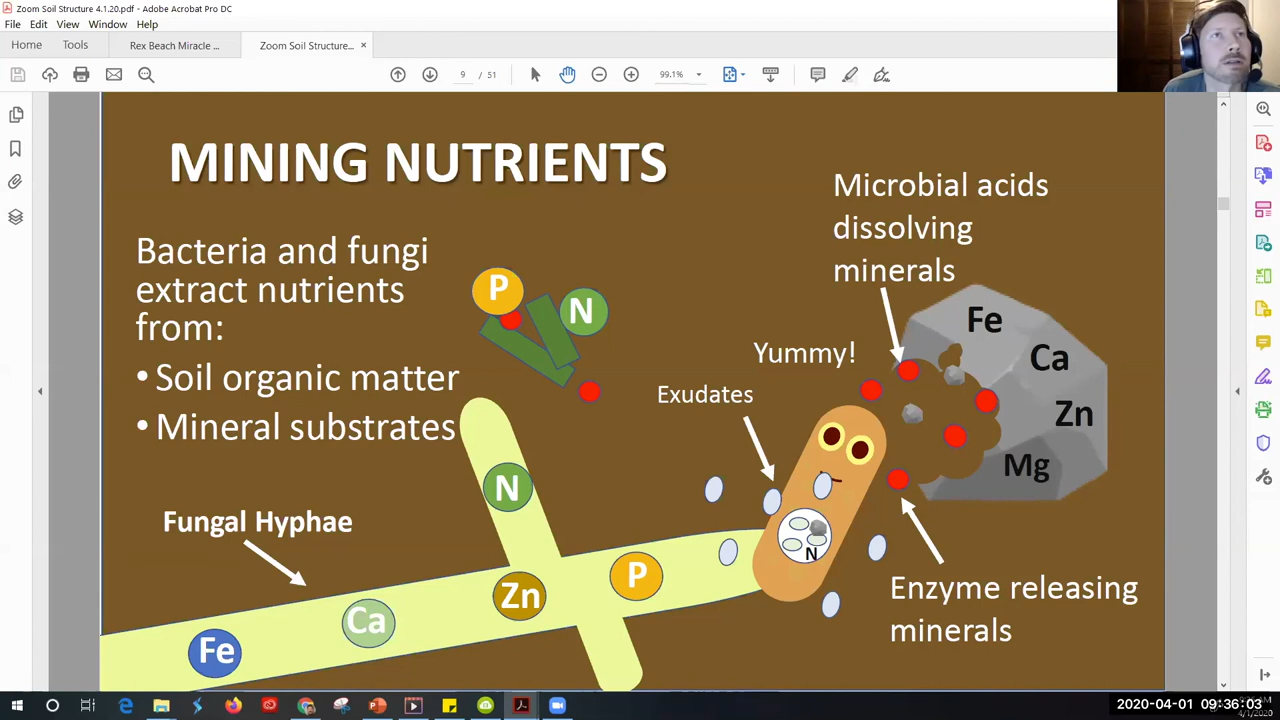 Zoom Soil Structure 4.1.20.pdf - Adobe Acrobat Pro DC
File Edit View Window Help
Home Tools Rex Beach Miracle ... Zoom Soil Structure... ×
9 / 51 99.1%
MINING NUTRIENTS
Bacteria and fungi
extract nutrients
from:
• Soil organic matter
• Mineral substrates
Microbial acids
dissolving
minerals
P
N
Yummy!
Exudates
Fe
Ca
Zn
Mg
N
Fungal Hyphae
N
Fe
Ca
Zn
P
Enzyme releasing
minerals
2020-04-01 09:36:03
4/1/2020